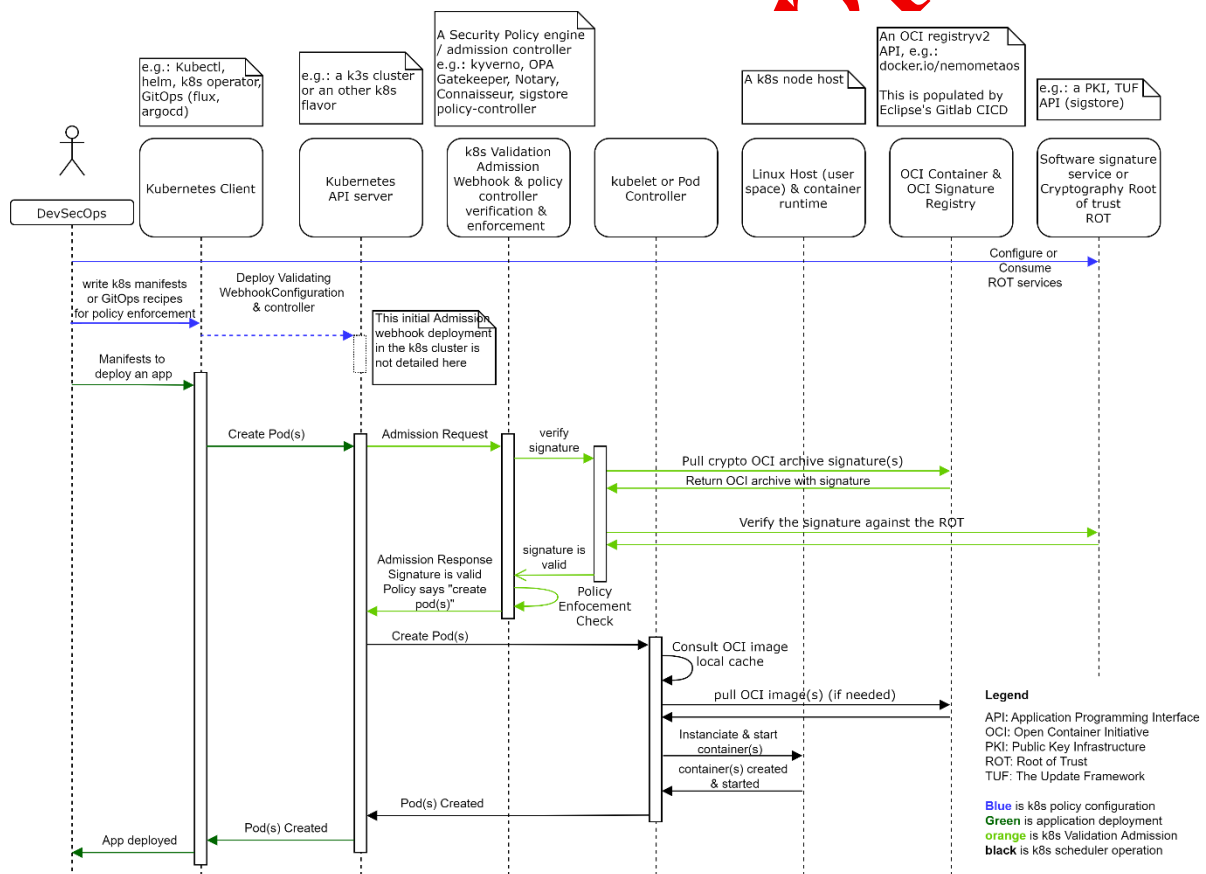 A Security Policy engine
/ admission controller
e.g.: kyverno, OPA
Gatekeeper, Notary,
Connaisseur, sigstore
policy-controller
An OCI registryv2
API, e.g.:
docker.io/nemometaos
This is populated by
Eclipse's Gitlab CICD
e.g.: Kubectl,
helm, k8s operator,
GitOps (flux,
argocd)
e.g.: a k3s cluster
or an other k8s
flavor
A k8s node host
e.g.: a PKI, TUF
API (sigstore)
DevSecOps
Kubernetes Client
Kubernetes
API server
k8s Validation
Admission
Webhook & policy
controller
verification &
enforcement
kubelet or Pod
Controller
Linux Host (user
space) & container
runtime
OCI Container &
OCI Signature
Registry
Software signature
service or
Cryptography Root
of trust
ROT
Configure or
Consume
ROT services
write k8s manifests
or GitOps recipes
for policy enforcement
Deploy Validating
WebhookConfiguration
& controller
This initial Admission
webhook deployment
in the k8s cluster is
not detailed here
Manifests to
deploy an app
Create Pod(s)
Admission Request
verify
signature
Pull crypto OCI archive signature(s)
Return OCI archive with signature
Verify the signature against the ROT
signature is
valid
Admission Response
Signature is valid
Policy says "create
pod(s)"
Policy
Enfocement
Check
Create Pod(s)
Consult OCI image
local cache
pull OCI image(s) (if needed)
Instanciate & start
container(s)
container(s) created
& started
Pod(s) Created
Pod(s) Created
App deployed
Legend
API: Application Programming Interface
OCI: Open Container Initiative
PKI: Public Key Infrastructure
ROT: Root of Trust
TUF: The Update Framework
Blue is k8s policy configuration
Green is application deployment
orange is k8s Validation Admission
black is k8s scheduler operation